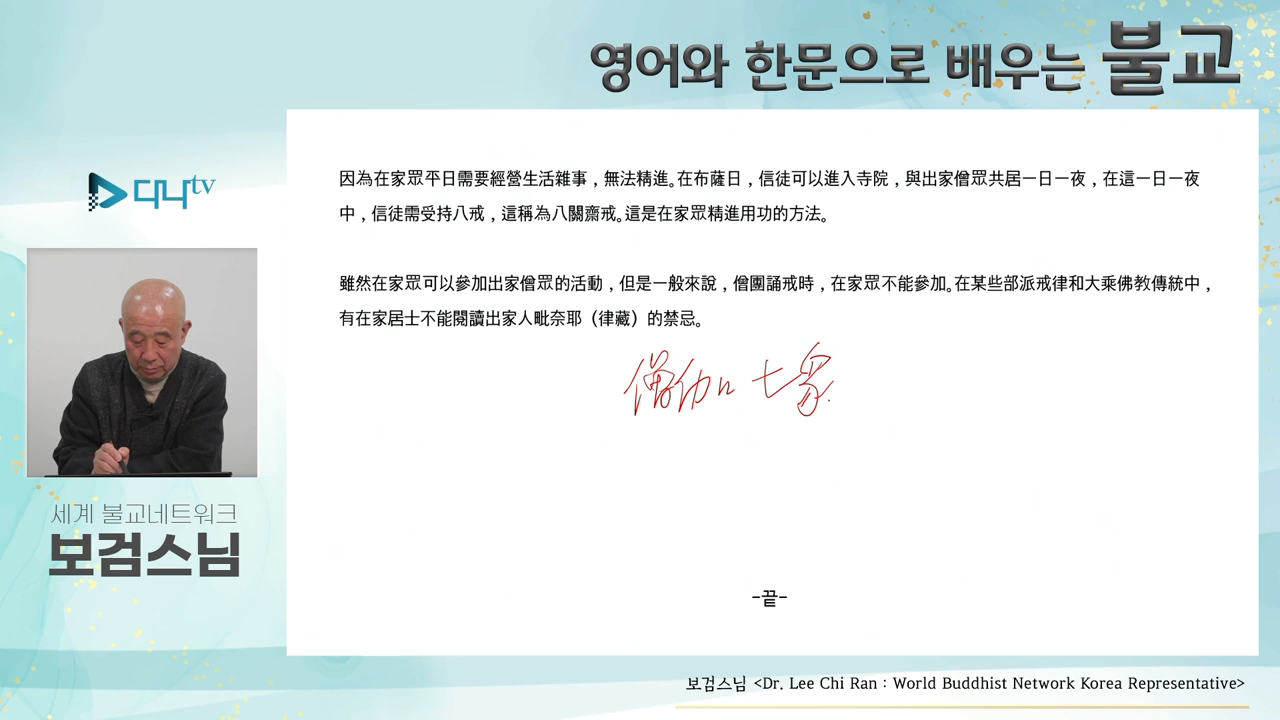 영어와 한문으로 배우는 불교
디나tv
因為在家眾平日需要經營生活雜事，無法精進。在布薩日，信徒可以進入寺院，與出家僧眾共居一日一夜，在這一日一夜
中，信徒需受持八戒，這稱為八關齋戒。這是在家眾精進用功的方法。
雖然在家眾可以參加出家僧眾的活動，但是一般來說，僧團誦戒時，在家眾不能參加。在某些部派戒律和大乘佛教傳統中，
有在家居士不能閱讀出家人毗奈耶（律藏）的禁忌。
僧伽 七眾
-끝-
세계 불교네트워크
보검스님
보검스님 <Dr. Lee Chi Ran : World Buddhist Network Korea Representative>